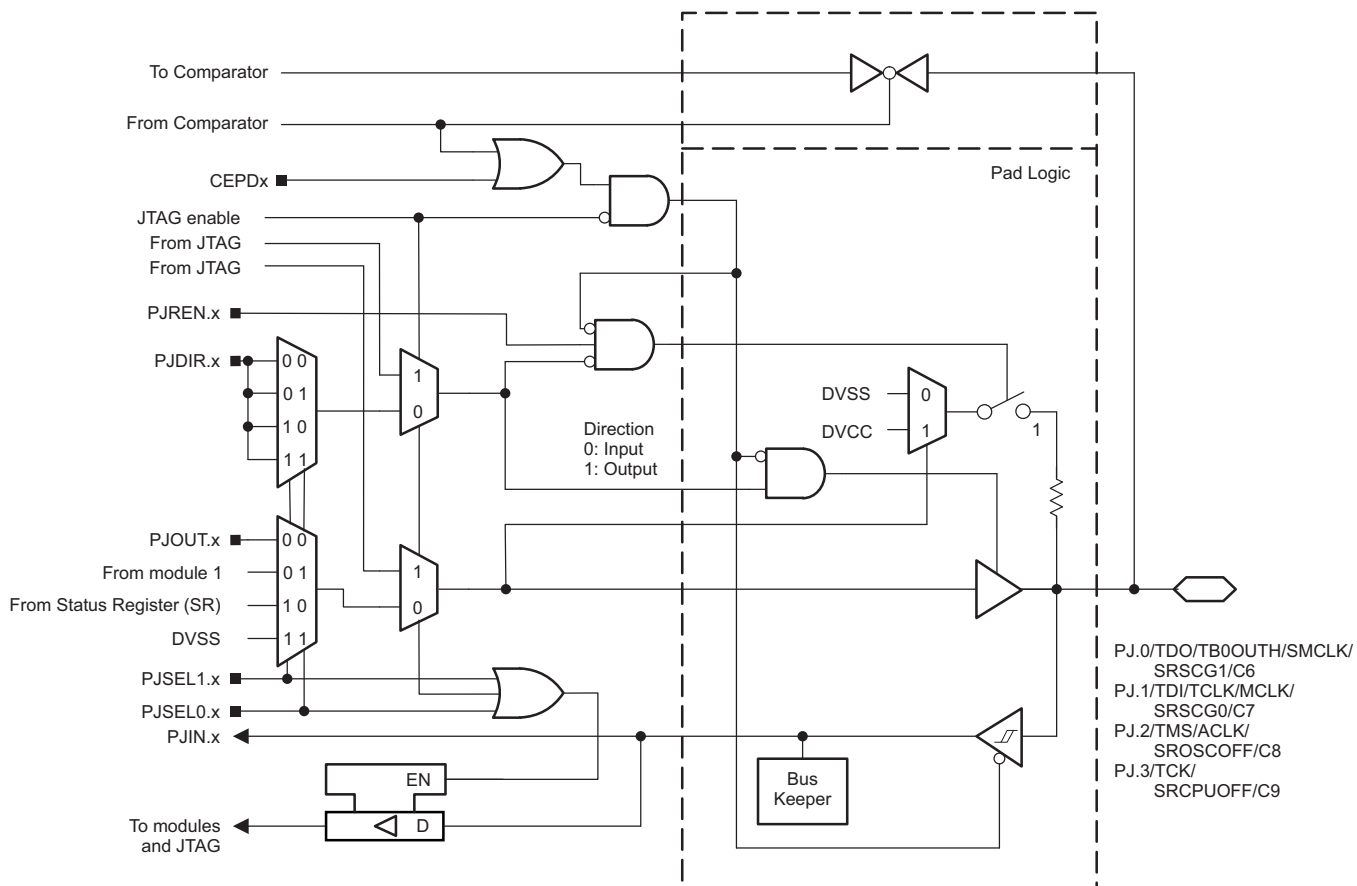 To Comparator
From Comparator
Pad Logic
CEPDx
JTAG enable
From JTAG
From JTAG
PJREN.x
PJDIR.x
0 0
0 1
1 0
1 1
1
0
DVSS
DVCC
0
1
1
Direction
0: Input
1: Output
PJOUT.x
From module 1
From Status Register (SR)
DVSS
0 0
0 1
1 0
1 1
1
0
PJSEL1.x
PJSEL0.x
PJIN.x
EN
D
To modules
and JTAG
Bus
Keeper
PJ.0/TDO/TB0OUTH/SMCLK/
SRSCG1/C6
PJ.1/TDI/TCLK/MCLK/
SRSCG0/C7
PJ.2/TMS/ACLK/
SROSCOFF/C8
PJ.3/TCK/
SRCPUOFF/C9